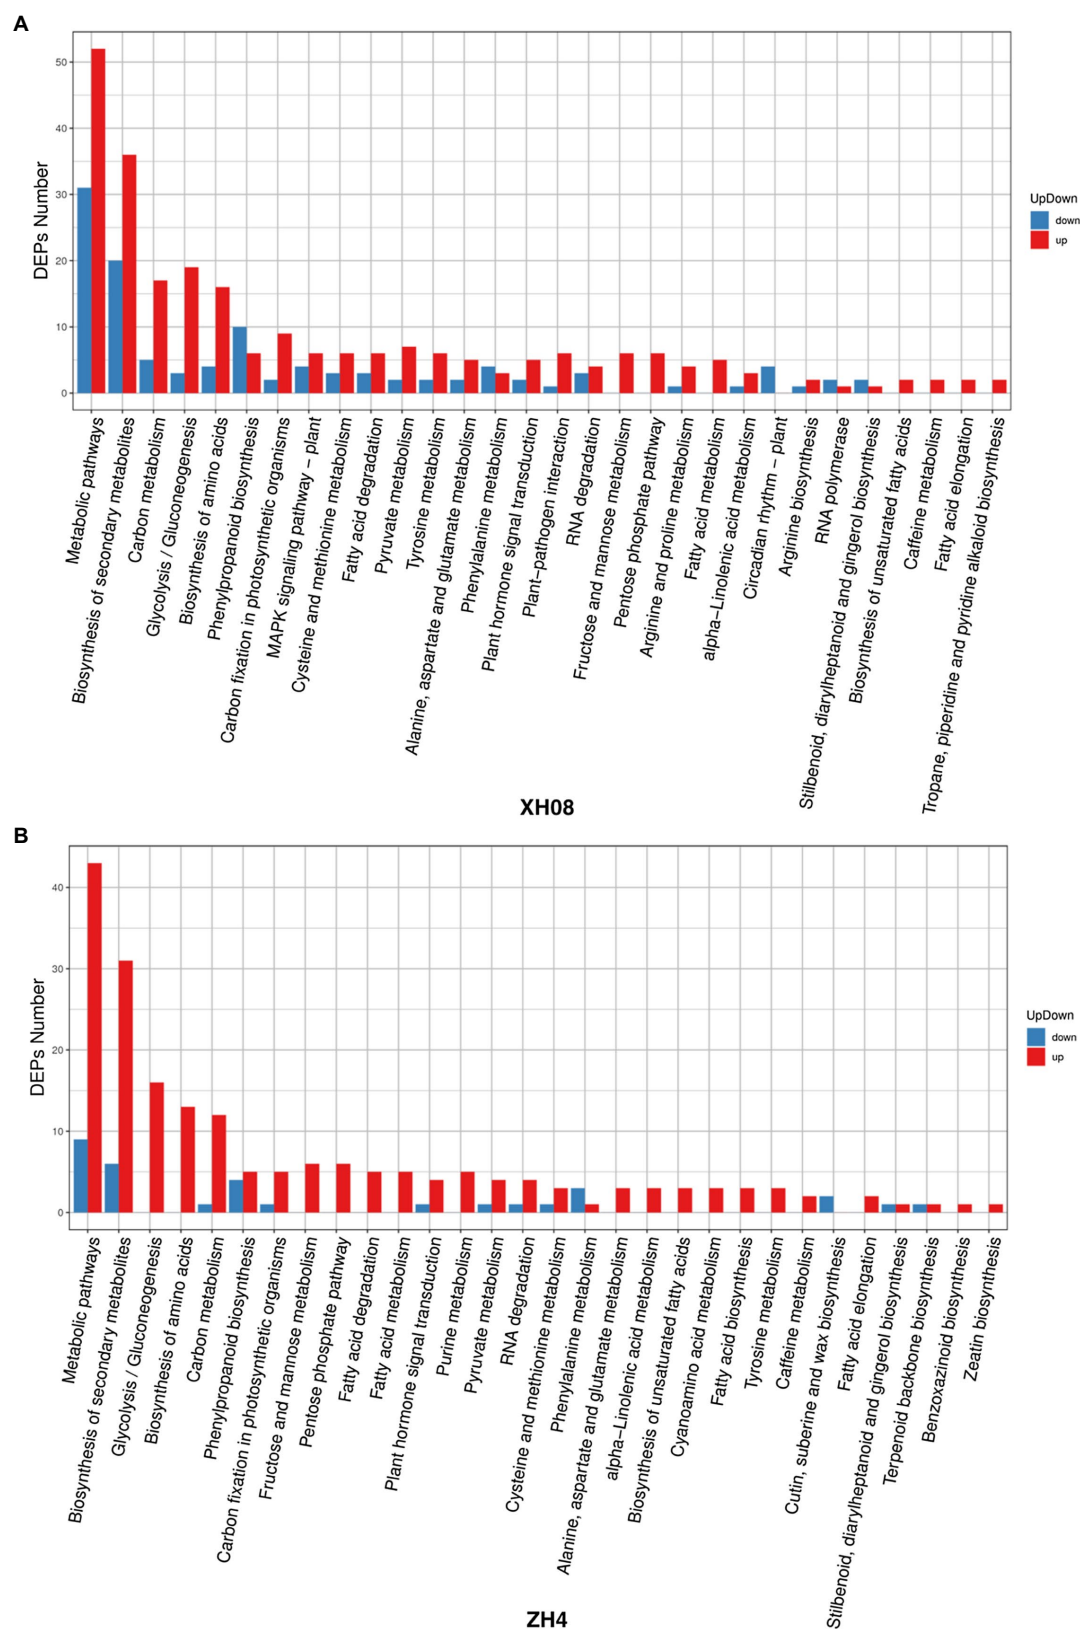 A
DEPs Number
50
40
30
20
10
0
UpDown
down
up
Metabolic pathways
Biosynthesis of secondary metabolites
Carbon metabolism
Glycolysis / Gluconeogenesis
Biosynthesis of amino acids
Phenylpropanoid biosynthesis
Carbon fixation in photosynthetic organisms
MAPK signaling pathway – plant
Cysteine and methionine metabolism
Fatty acid degradation
Pyruvate metabolism
Tyrosine metabolism
Alanine, aspartate and glutamate metabolism
Phenylalanine metabolism
Plant hormone signal transduction
Plant–pathogen interaction
RNA degradation
Fructose and mannose metabolism
Pentose phosphate pathway
Arginine and proline metabolism
Fatty acid metabolism
alpha–Linolenic acid metabolism
Circadian rhythm – plant
Arginine biosynthesis
RNA polymerase
Stilbenoid, diarylheptanoid and gingerol biosynthesis
Biosynthesis of unsaturated fatty acids
Caffeine metabolism
Fatty acid elongation
Tropane, piperidine and pyridine alkaloid biosynthesis
XH08
B
DEPs Number
40
30
20
10
0
UpDown
down
up
Metabolic pathways
Biosynthesis of secondary metabolites
Glycolysis / Gluconeogenesis
Biosynthesis of amino acids
Carbon metabolism
Phenylpropanoid biosynthesis
Carbon fixation in photosynthetic organisms
Fructose and mannose metabolism
Pentose phosphate pathway
Fatty acid degradation
Fatty acid metabolism
Plant hormone signal transduction
Purine metabolism
Pyruvate metabolism
RNA degradation
Cysteine and methionine metabolism
Phenylalanine metabolism
Alanine, aspartate and glutamate metabolism
alpha–Linolenic acid metabolism
Biosynthesis of unsaturated fatty acids
Cyanoamino acid metabolism
Fatty acid biosynthesis
Tyrosine metabolism
Caffeine metabolism
Cutin, suberine and wax biosynthesis
Fatty acid elongation
Stilbenoid, diarylheptanoid and gingerol biosynthesis
Terpenoid backbone biosynthesis
Benzoxazinoid biosynthesis
Zeatin biosynthesis
ZH4